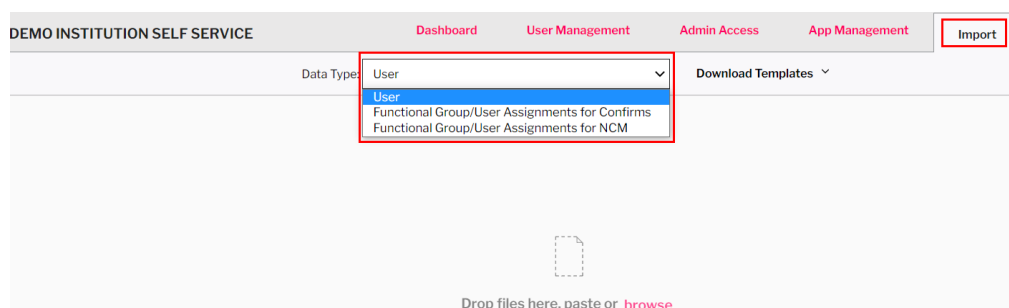 DEMO INSTITUTION SELF SERVICE Dashboard User Management Admin Access App Management Import
Data Type: User Download Templates
User
Functional Group/User Assignments for Confirms
Functional Group/User Assignments for NCM
Drop files here, paste or browse